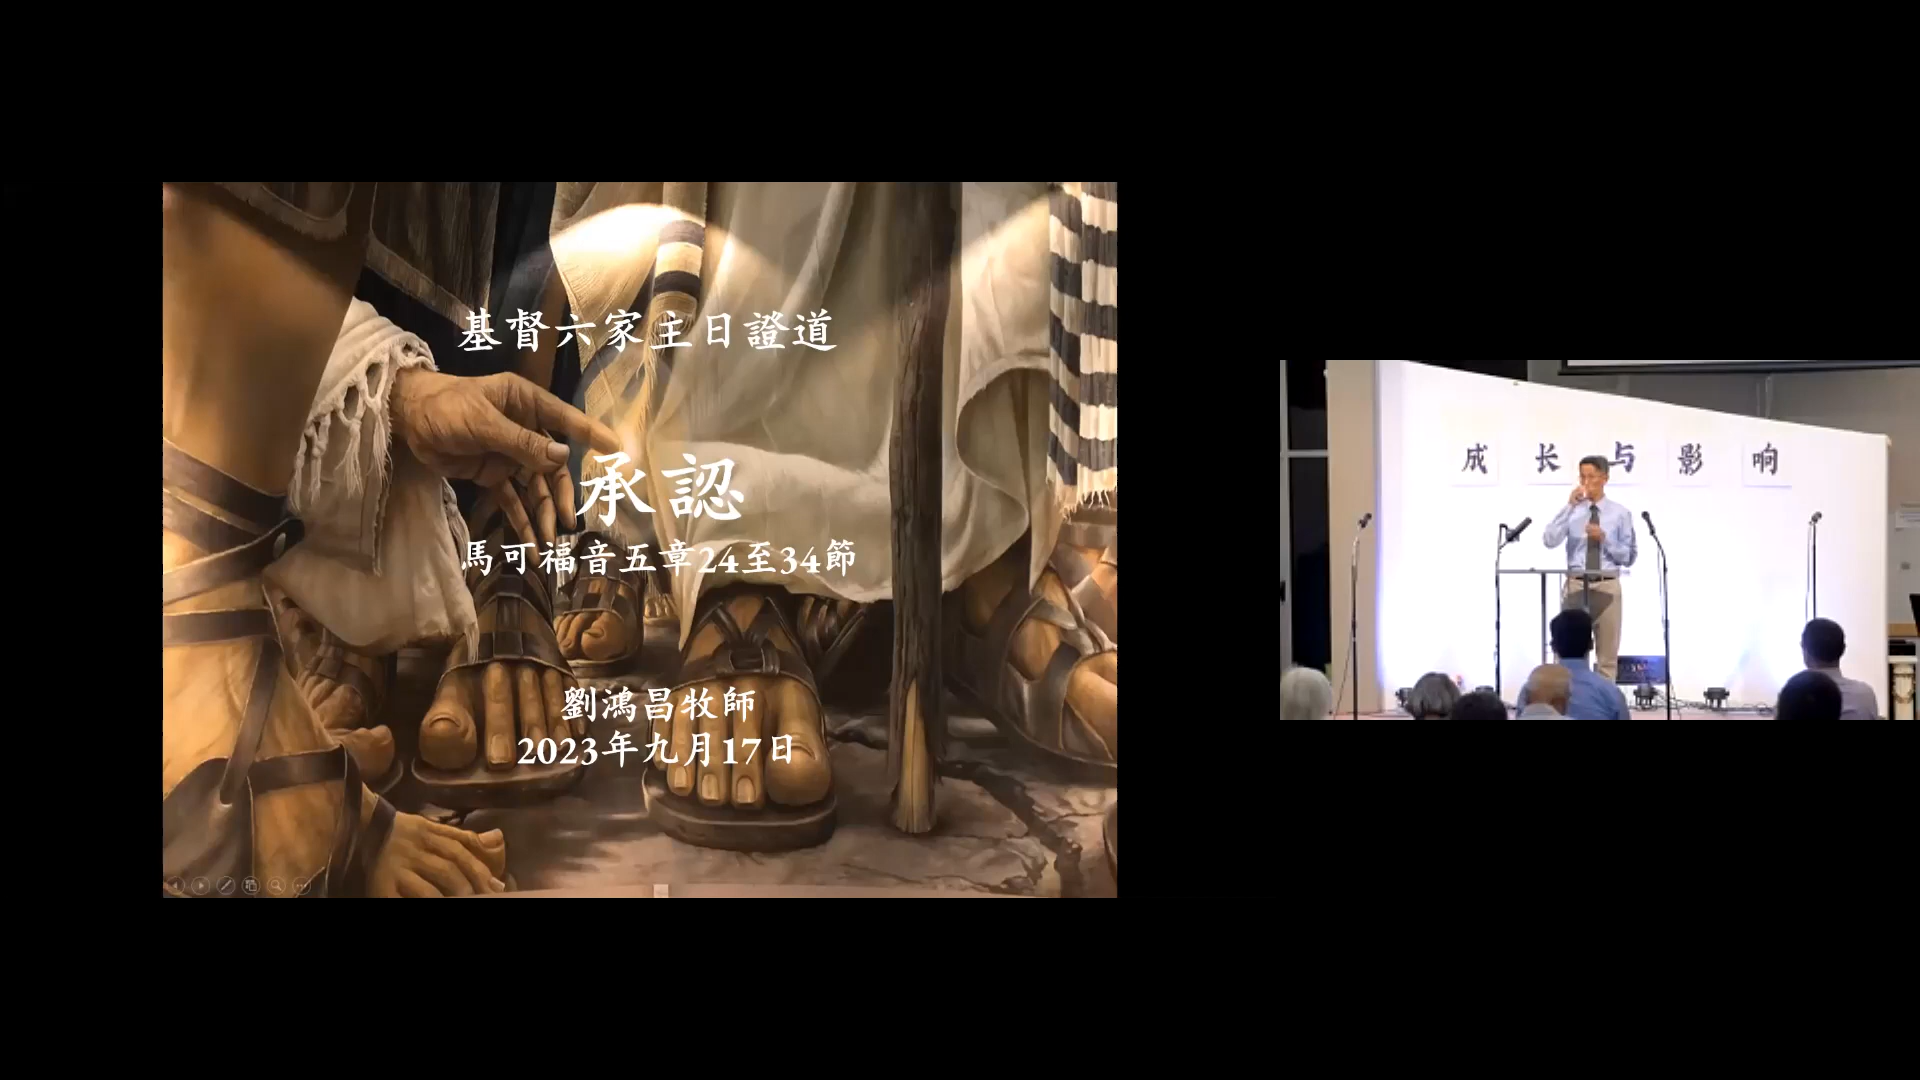 基督六家主日證道
承認
馬可福音五章24至34節
劉鴻昌牧師
2023年九月17日
成长与影响